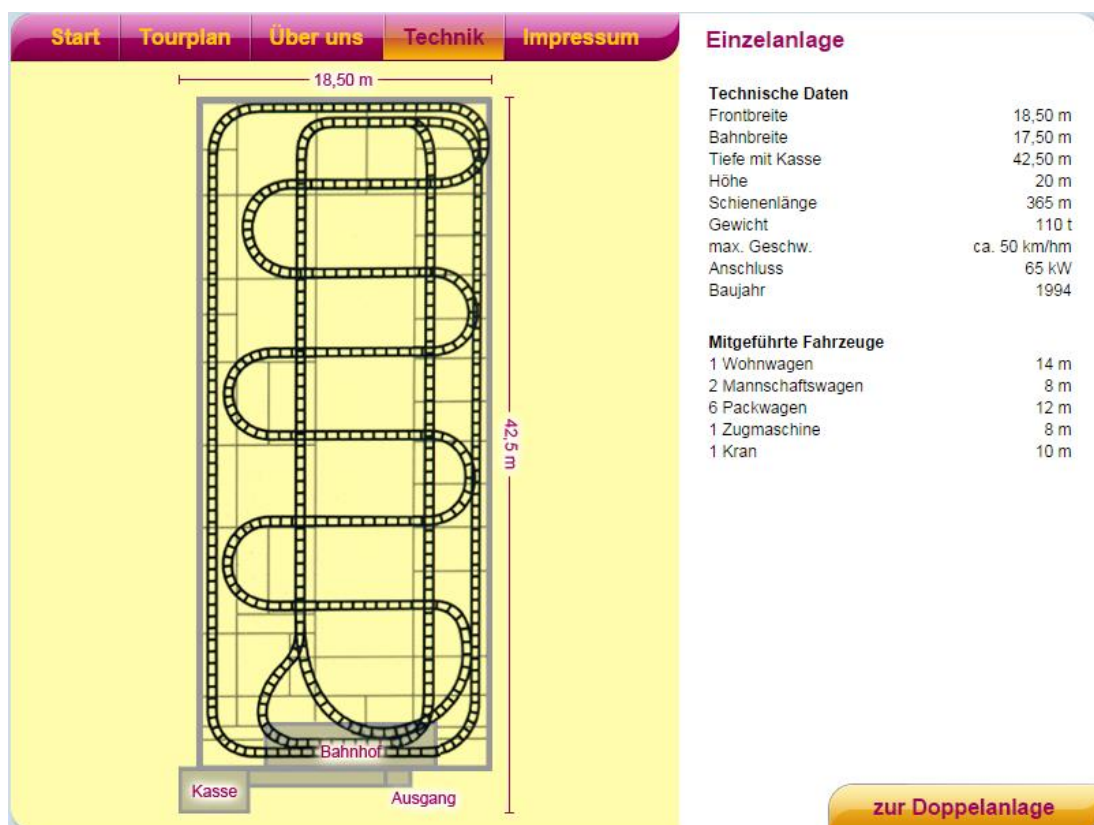 Start Tourplan Über uns Technik Impressum
18,50 m
42,5 m
Bahnhof
Kasse
Ausgang
Einzelanlage
Technische Daten
Frontbreite 18,50 m
Bahnbreite 17,50 m
Tiefe mit Kasse 42,50 m
Höhe 20 m
Schienenlänge 365 m
Gewicht 110 t
max. Geschw. ca. 50 km/hm
Anschluss 65 kW
Baujahr 1994
Mitgeführte Fahrzeuge
1 Wohnwagen 14 m
2 Mannschaftswagen 8 m
6 Packwagen 12 m
1 Zugmaschine 8 m
1 Kran 10 m
zur Doppelanlage